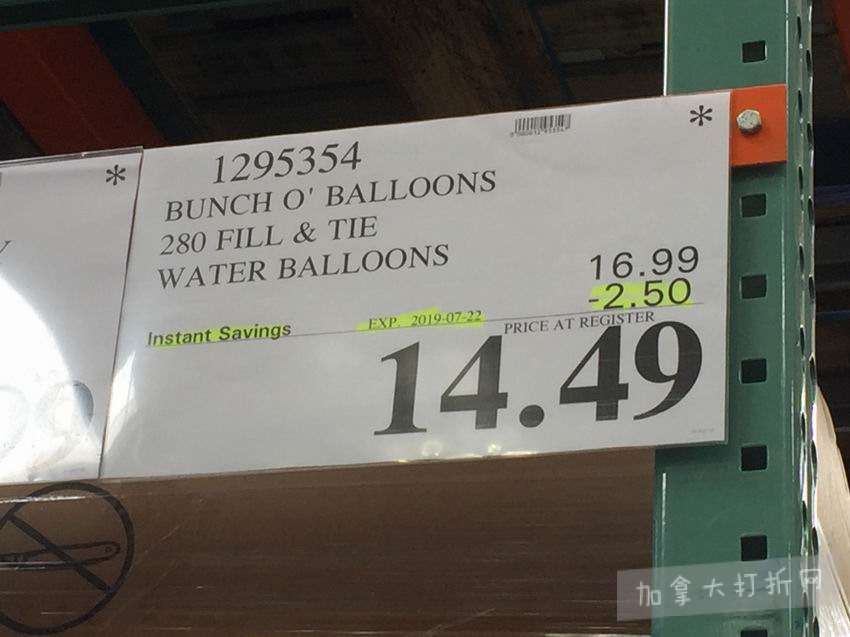 *
*
1295354
BUNCH O' BALLOONS
280 FILL & TIE
WATER BALLOONS
16.99
-2.50
Instant Savings
EXP. 2019-07-22
PRICE AT REGISTER
14.49
加拿大打折网